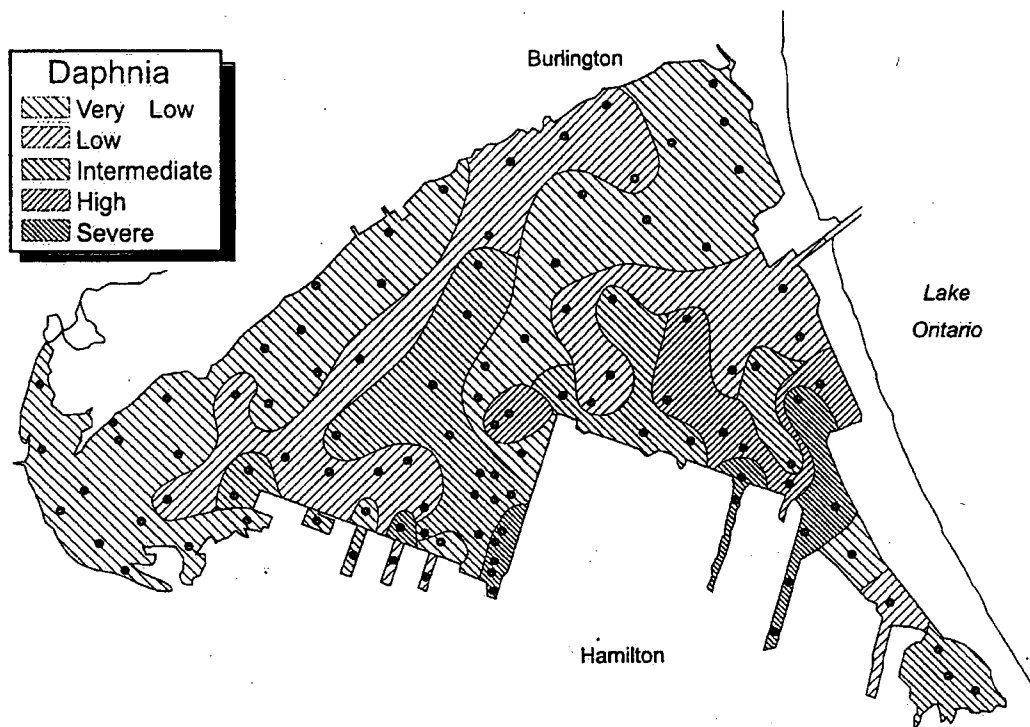 Daphnia
Very Low
Low
Intermediate
High
Severe
Burlington
Lake
Ontario
Hamilton